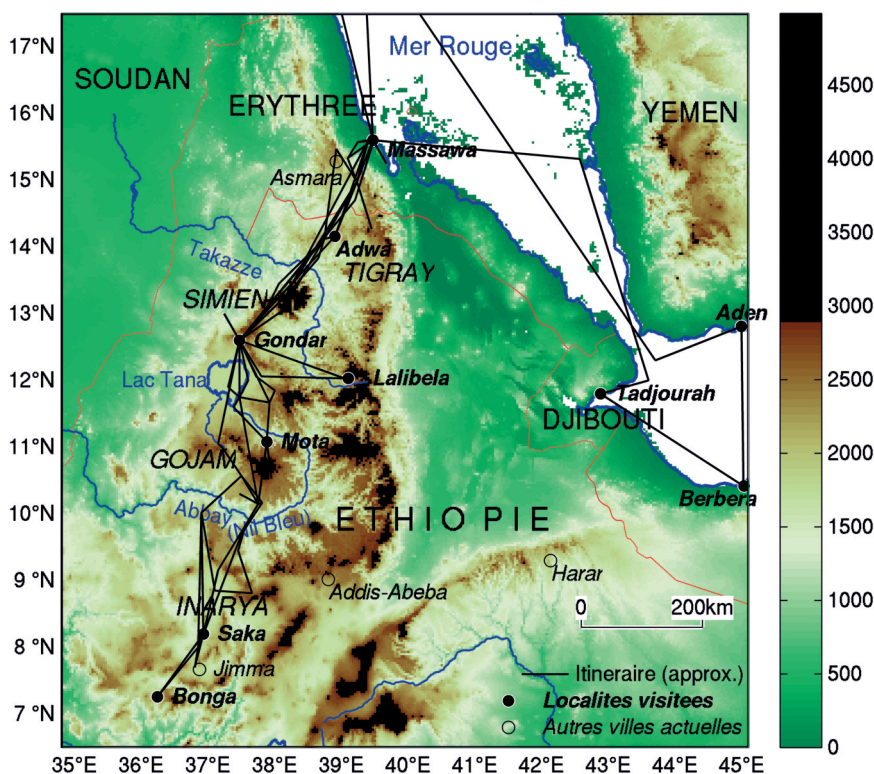 17°N
16°N
15°N
14°N
13°N
12°N
11°N
10°N
9°N
8°N
7°N
35°E
36°E
37°E
38°E
39°E
40°E
41°E
42°E
43°E
44°E
45°E
SOUDAN
Mer Rouge
ERYTHREE
YEMEN
Massawa
Asmara
Adwa
Takazze
TIGRAY
SIMIEN
Gondar
Aden
Lac Tana
Lalibela
Tadjourah
DJIBOUTI
Mota
GOJAM
Berbera
Abbay
(Nil Bleu)
ETHIOPIE
Harar
Addis-Abeba
INARYA
0 200km
Saka
Jimma
Bonga
Itineraire (approx.)
Localites visitees
Autres villes actuelles
4500
4000
3500
3000
2500
2000
1500
1000
500
0